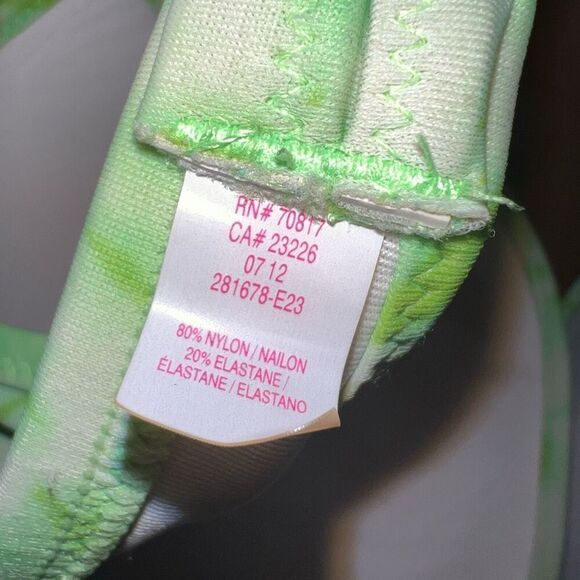 RN# 70817
CA# 23226
07 12
281678-E23
80% NYLON / NAILON
20% ELASTANE /
ÉLASTANE / ELASTANO